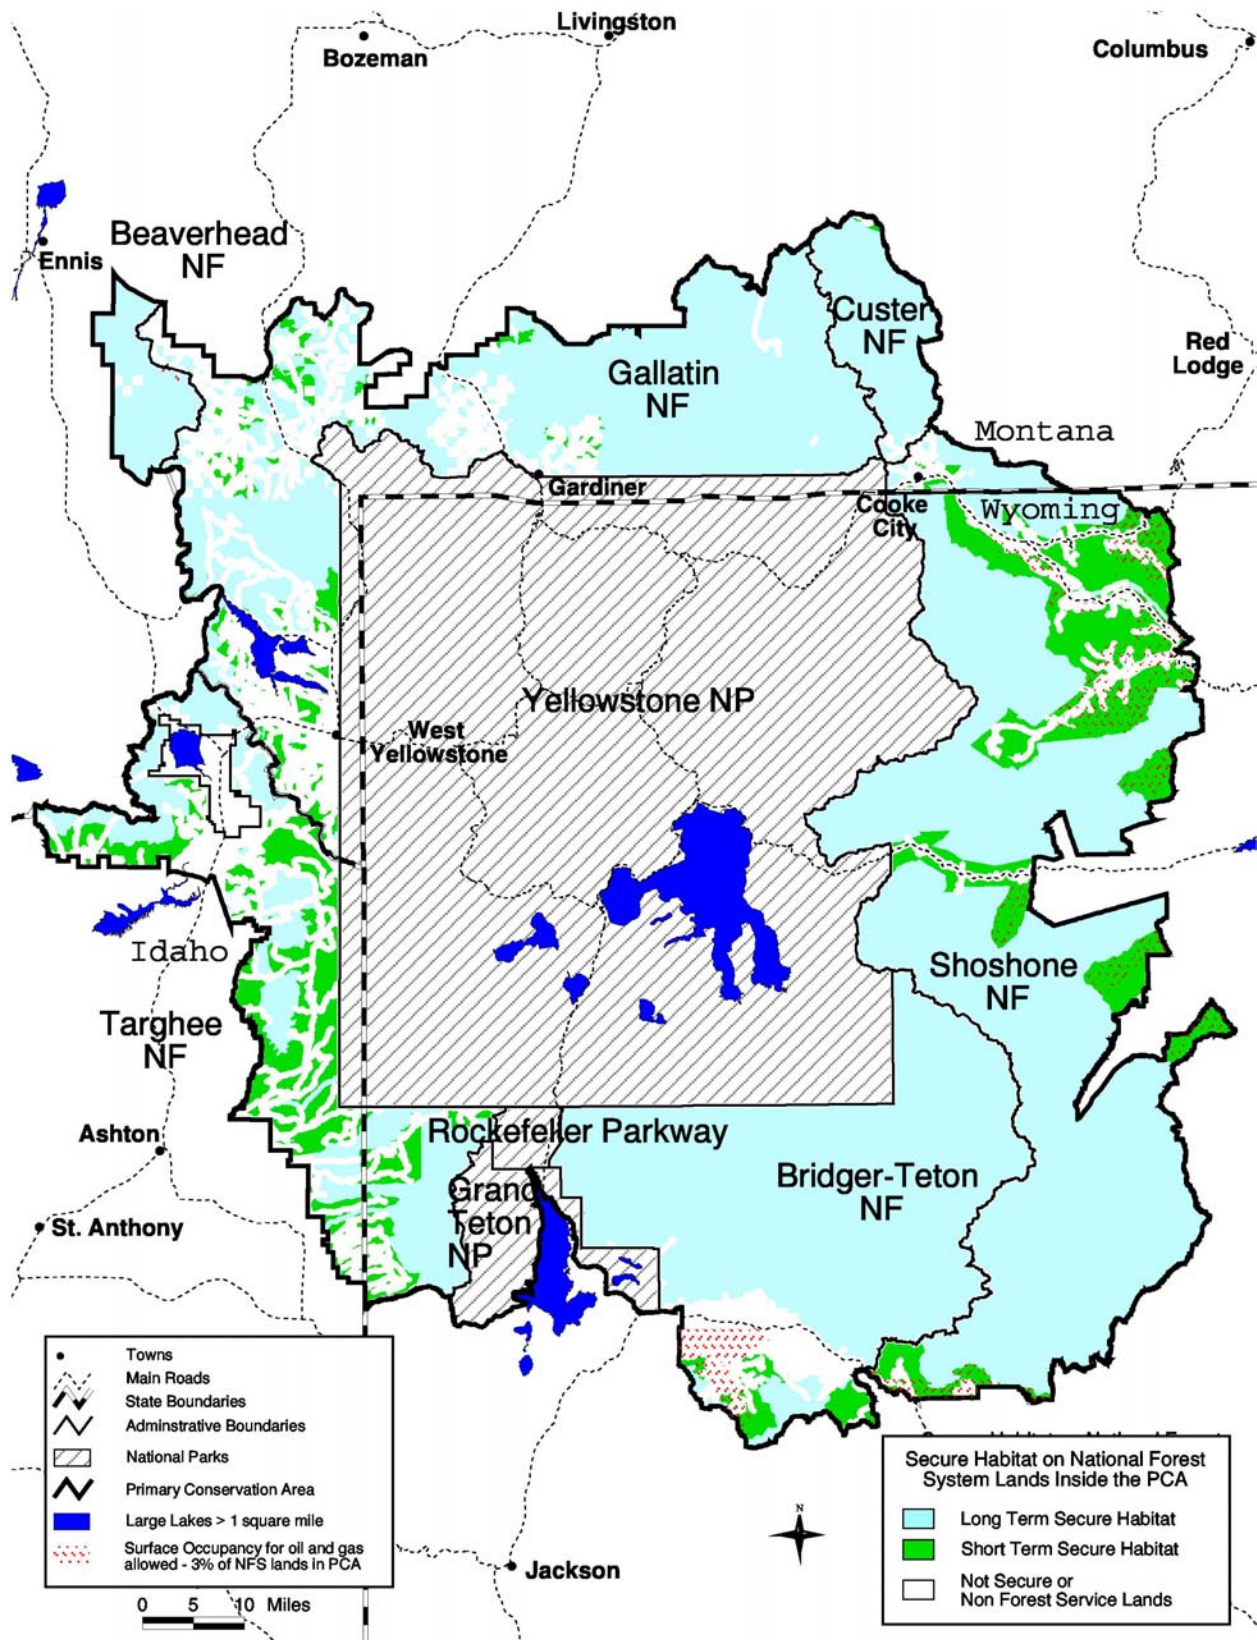 Livingston
Bozeman
Columbus
Beaverhead
NF
Ennis
Custer
NF
Red
Lodge
Gallatin
NF
Montana
Gardiner
Cooke
City
Wyoming
Yellowstone NP
West
Yellowstone
Idaho
Shoshone
NF
Targhee
NF
Ashton
Rockefeller Parkway
Bridger-Teton
NF
Grand
Teton
NP
St. Anthony
Towns
Main Roads
State Boundaries
Adminstrative Boundaries
National Parks
Primary Conservation Area
Large Lakes > 1 square mile
Surface Occupancy for oil and gas
allowed - 3% of NFS lands in PCA
Secure Habitat on National Forest
System Lands Inside the PCA
Long Term Secure Habitat
Short Term Secure Habitat
Not Secure or
Non Forest Service Lands
N
Jackson
0 5 10 Miles